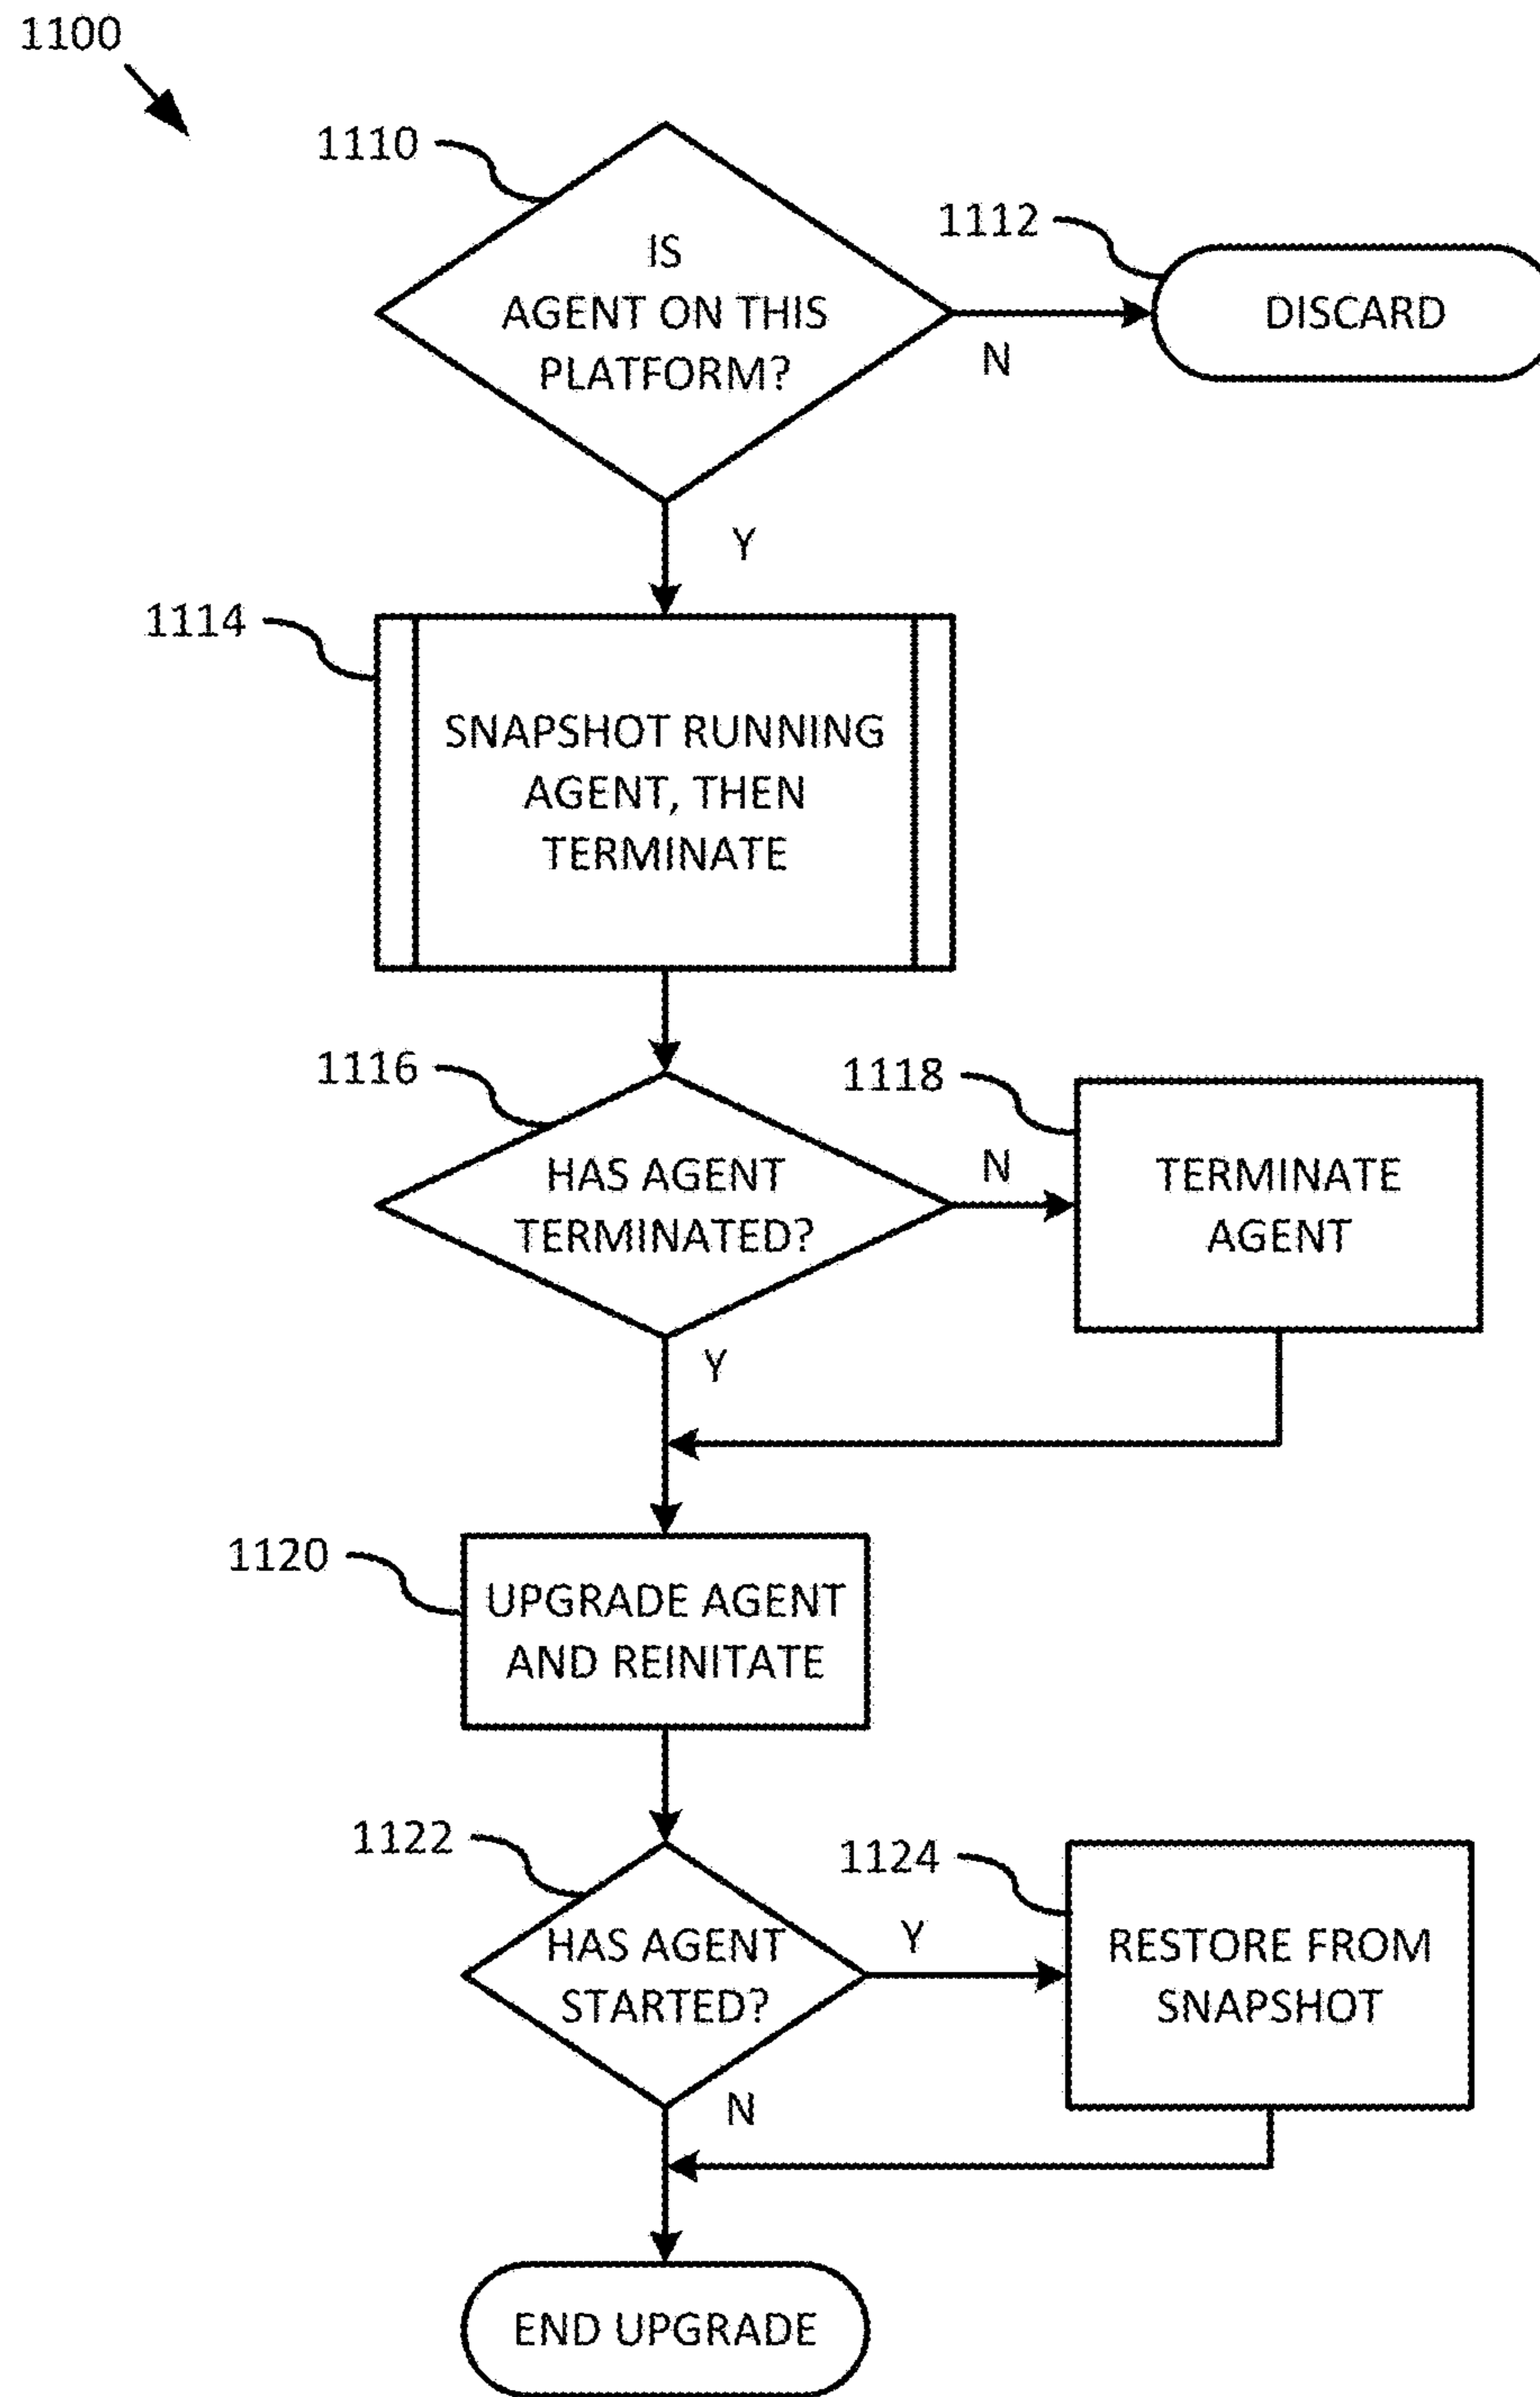 1100
1110
IS
AGENT ON THIS
PLATFORM?
N
1112
DISCARD
Y
1114
SNAPSHOT RUNNING
AGENT, THEN
TERMINATE
1116
HAS AGENT
TERMINATED?
N
1118
TERMINATE
AGENT
Y
1120
UPGRADE AGENT
AND REINITATE
1122
HAS AGENT
STARTED?
Y
1124
RESTORE FROM
SNAPSHOT
N
END UPGRADE